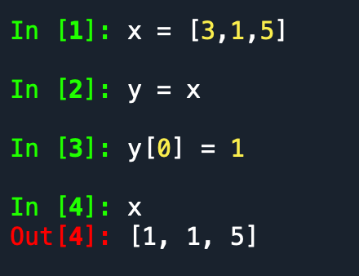 In [1]: x = [3,1,5]
In [2]: y = x
In [3]: y[0] = 1
In [4]: x
Out[4]: [1, 1, 5]